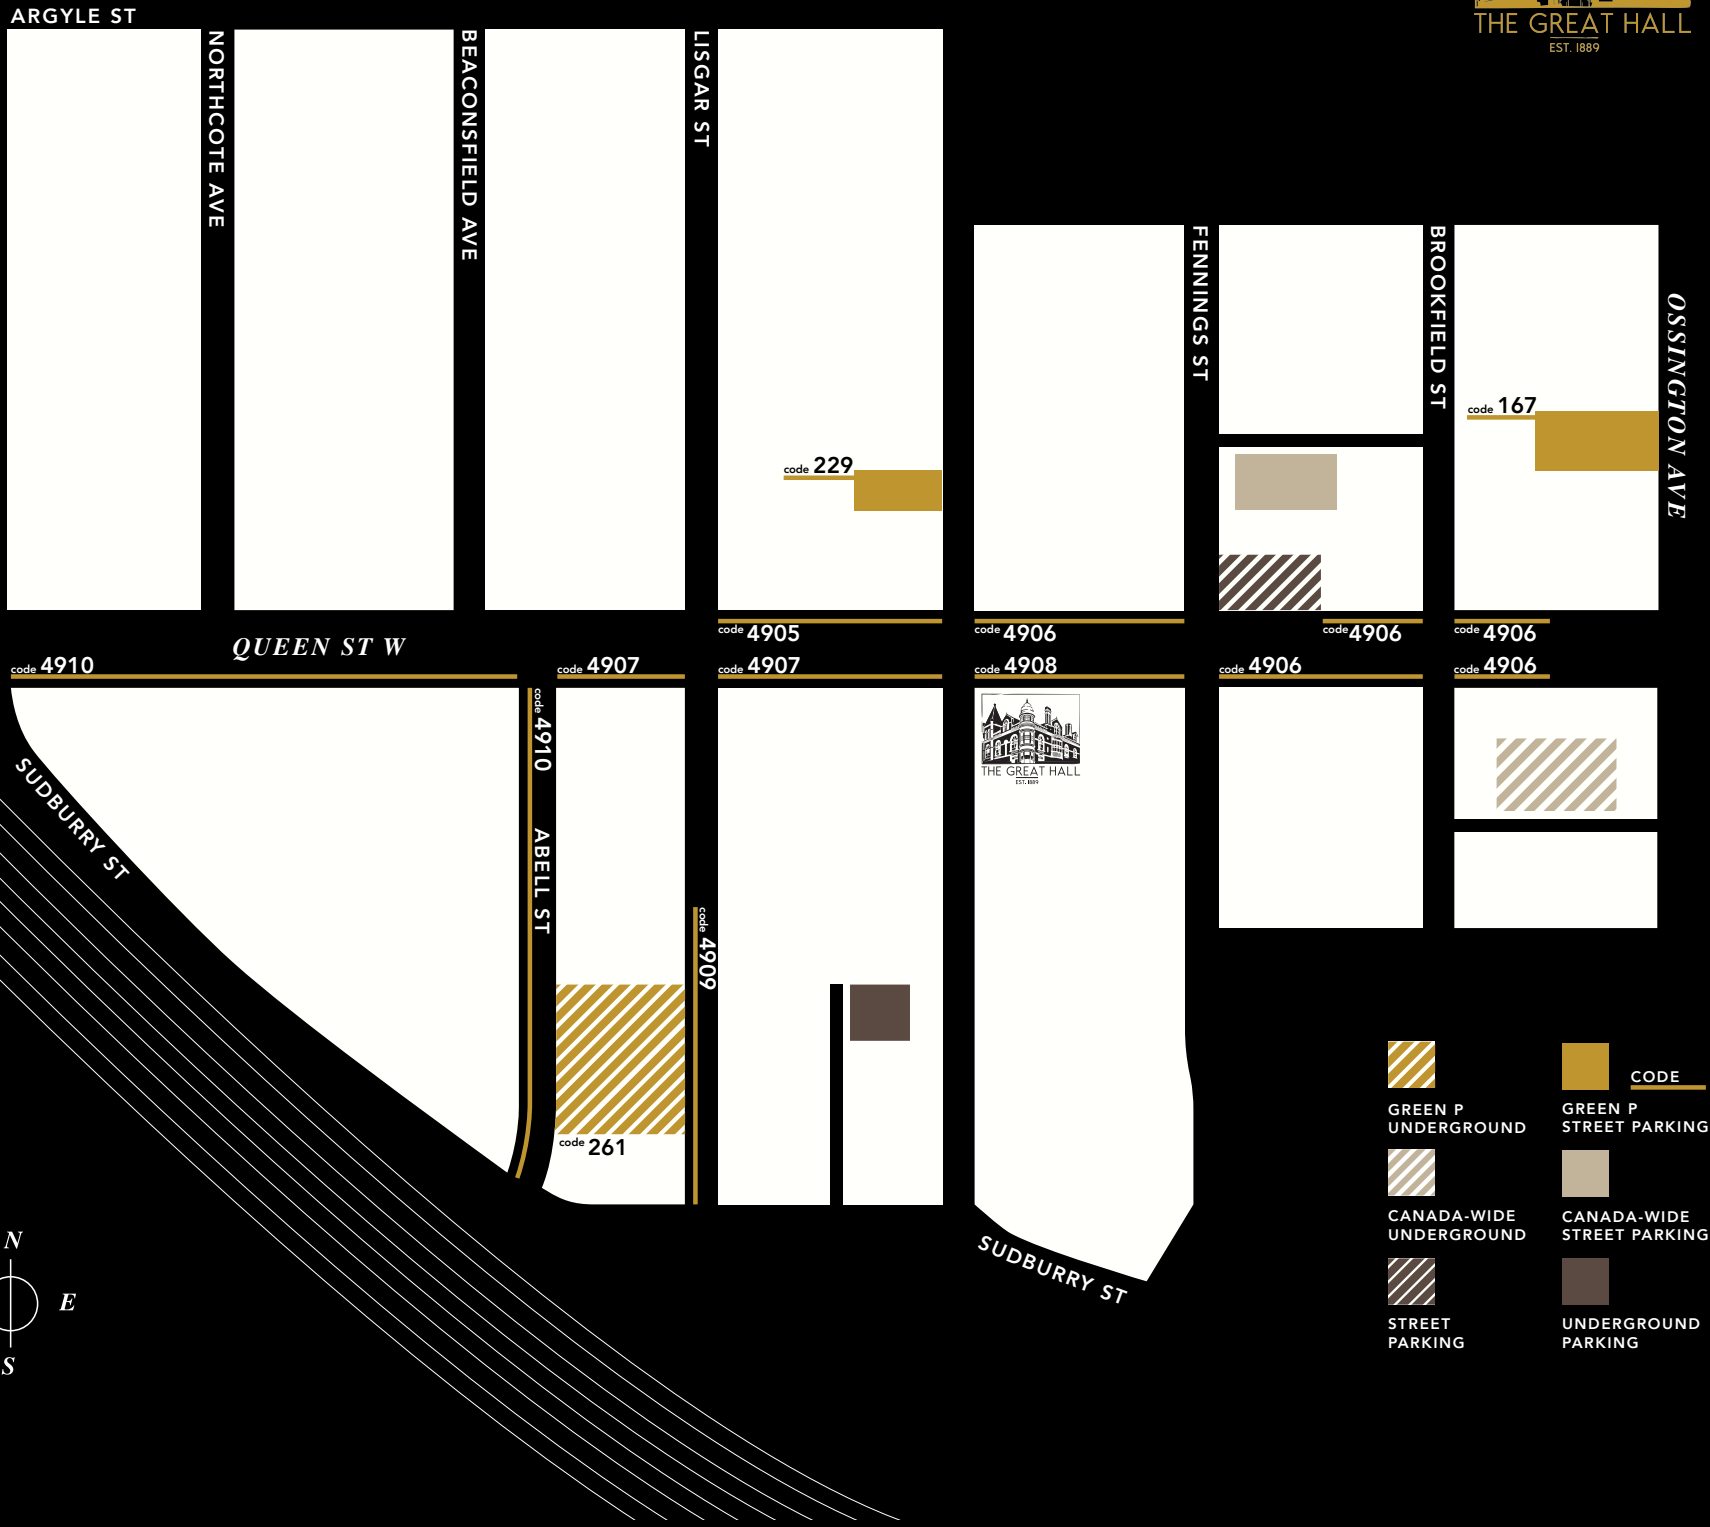 ARGYLE ST
THE GREAT HALL
EST. 1889
NORTHCOTE AVE
BEACONSFIELD AVE
LISGAR ST
FENNINGS ST
BROOKFIELD ST
OSSINGTON AVE
code 167
code 229
code 4905
code 4906
code 4906
code 4906
QUEEN ST W
code 4910
code 4907
code 4907
code 4908
code 4906
code 4906
code 4910
THE GREAT HALL
EST. 1889
SUDBURRY ST
ABELL ST
code 4909
code 261
SUDBURRY ST
N
E
S
CODE
GREEN P
UNDERGROUND
GREEN P
STREET PARKING
CANADA-WIDE
UNDERGROUND
CANADA-WIDE
STREET PARKING
STREET
PARKING
UNDERGROUND
PARKING